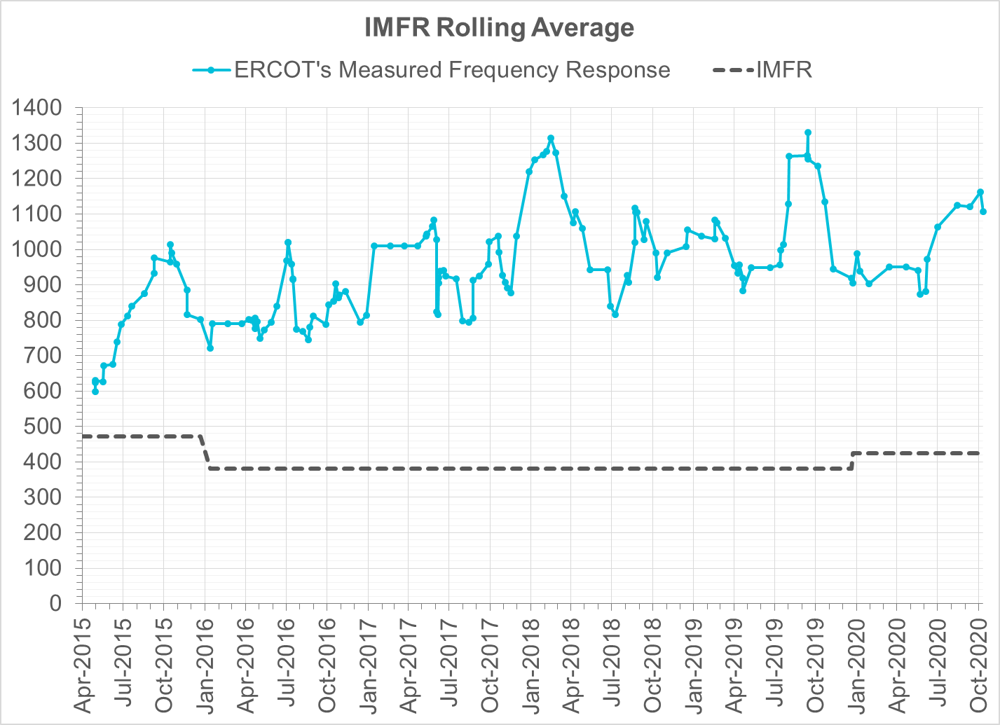 IMFR Rolling Average
ERCOT's Measured Frequency Response IMFR
1400
1300
1200
1100
1000
900
800
700
600
500
400
300
200
100
0
Apr-2015
Jul-2015
Oct-2015
Jan-2016
Apr-2016
Jul-2016
Oct-2016
Jan-2017
Apr-2017
Jul-2017
Oct-2017
Jan-2018
Apr-2018
Jul-2018
Oct-2018
Jan-2019
Apr-2019
Jul-2019
Oct-2019
Jan-2020
Apr-2020
Jul-2020
Oct-2020